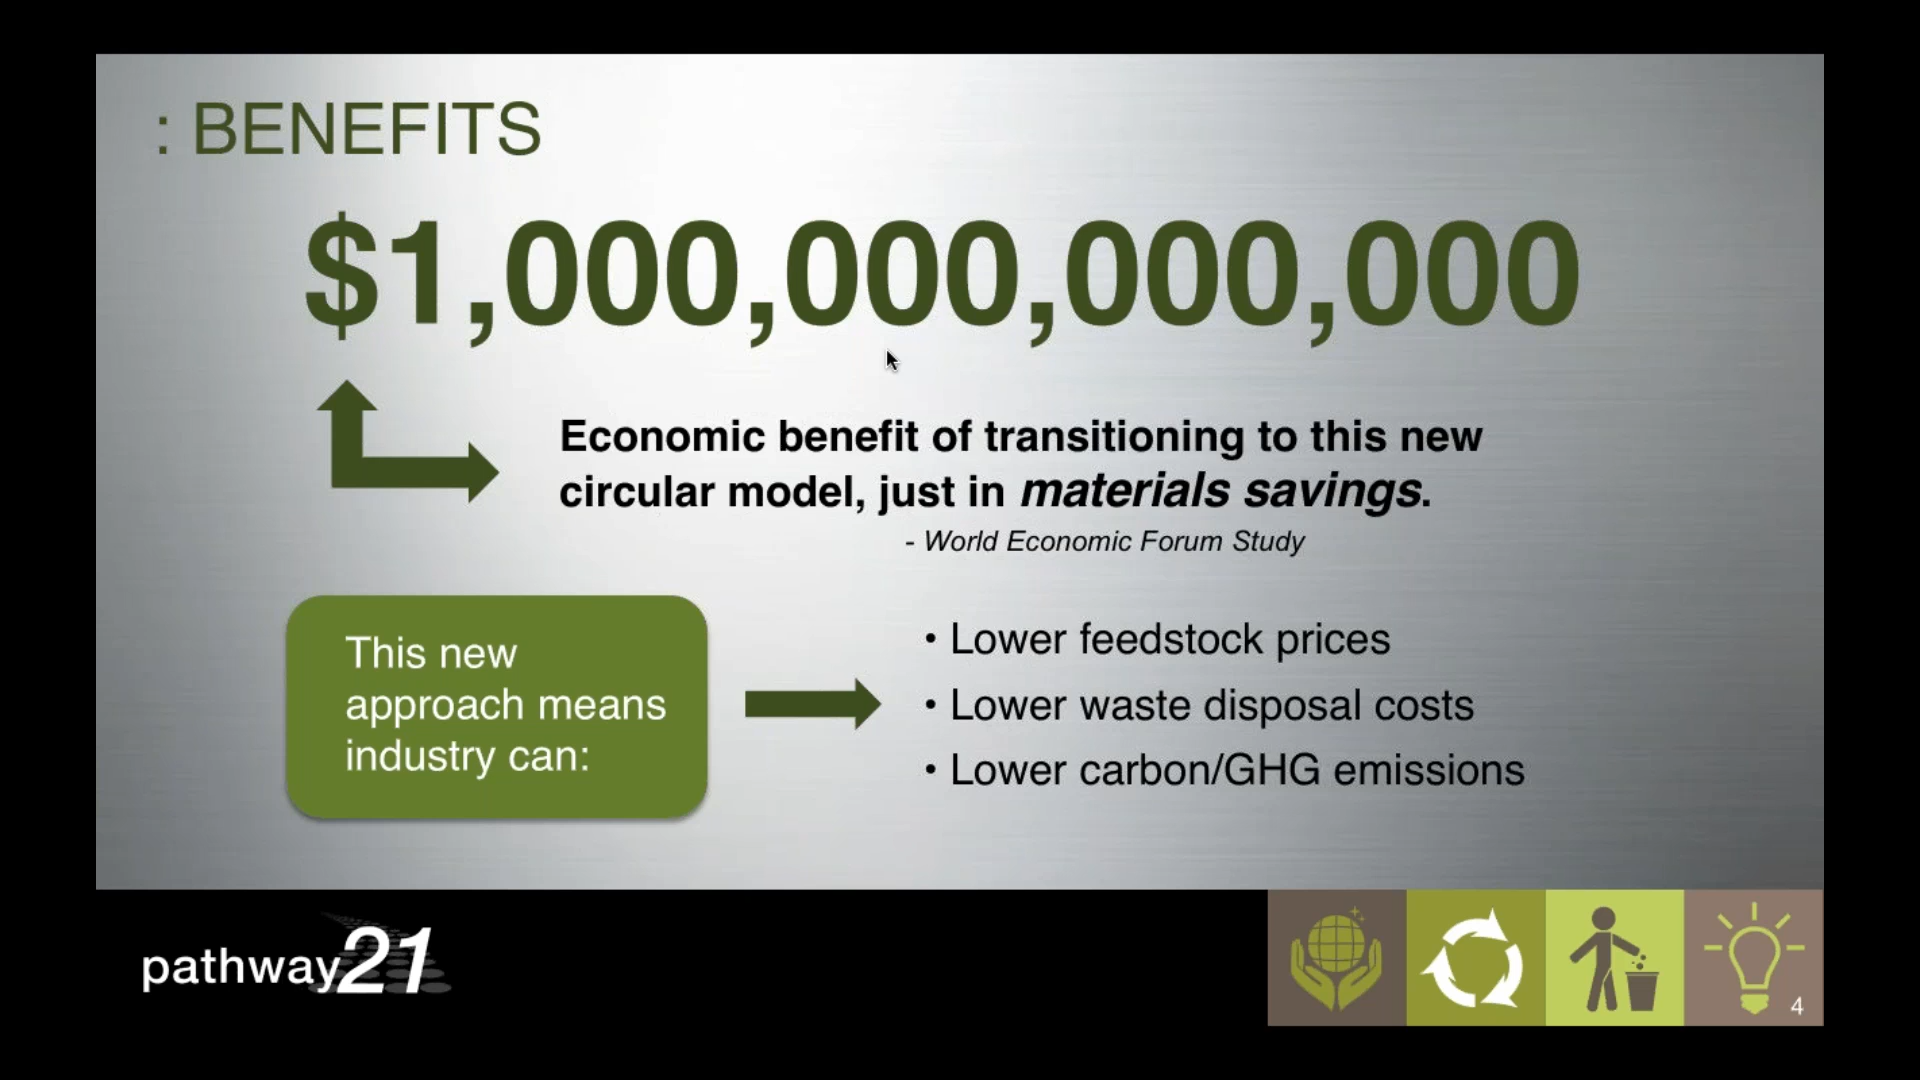 : BENEFITS
$1,000,000,000,000
Economic benefit of transitioning to this new
circular model, just in materials savings.
- World Economic Forum Study
This new
approach means
industry can:
• Lower feedstock prices
• Lower waste disposal costs
• Lower carbon/GHG emissions
pathway21
4